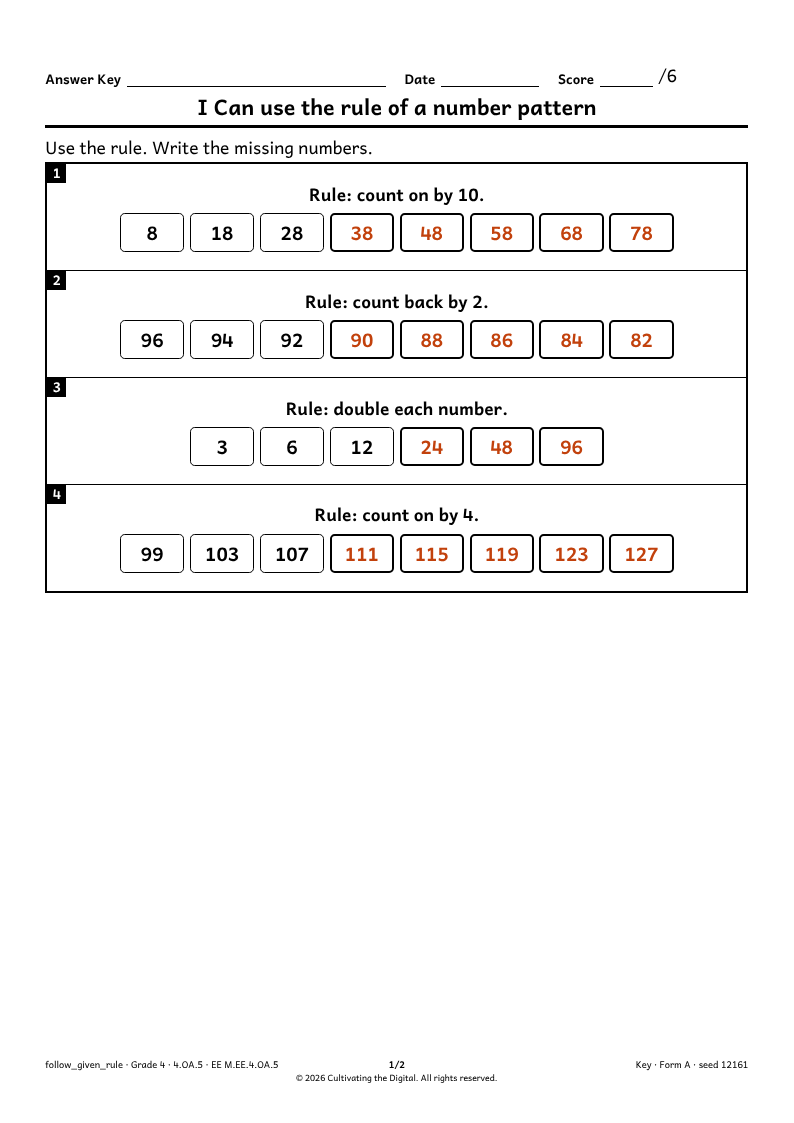 Answer Key ____ Date ____ Score ____ /6
I Can use the rule of a number pattern
Use the rule. Write the missing numbers.
1
Rule: count on by 10.
8 18 28 38 48 58 68 78
2
Rule: count back by 2.
96 94 92 90 88 86 84 82
3
Rule: double each number.
3 6 12 24 48 96
4
Rule: count on by 4.
99 103 107 111 115 119 123 127
follow_given_rule · Grade 4 · 4.OA.5 · EE M.EE.4.OA.5 1/2 Key · Form A · seed 12161
© 2026 Cultivating the Digital. All rights reserved.